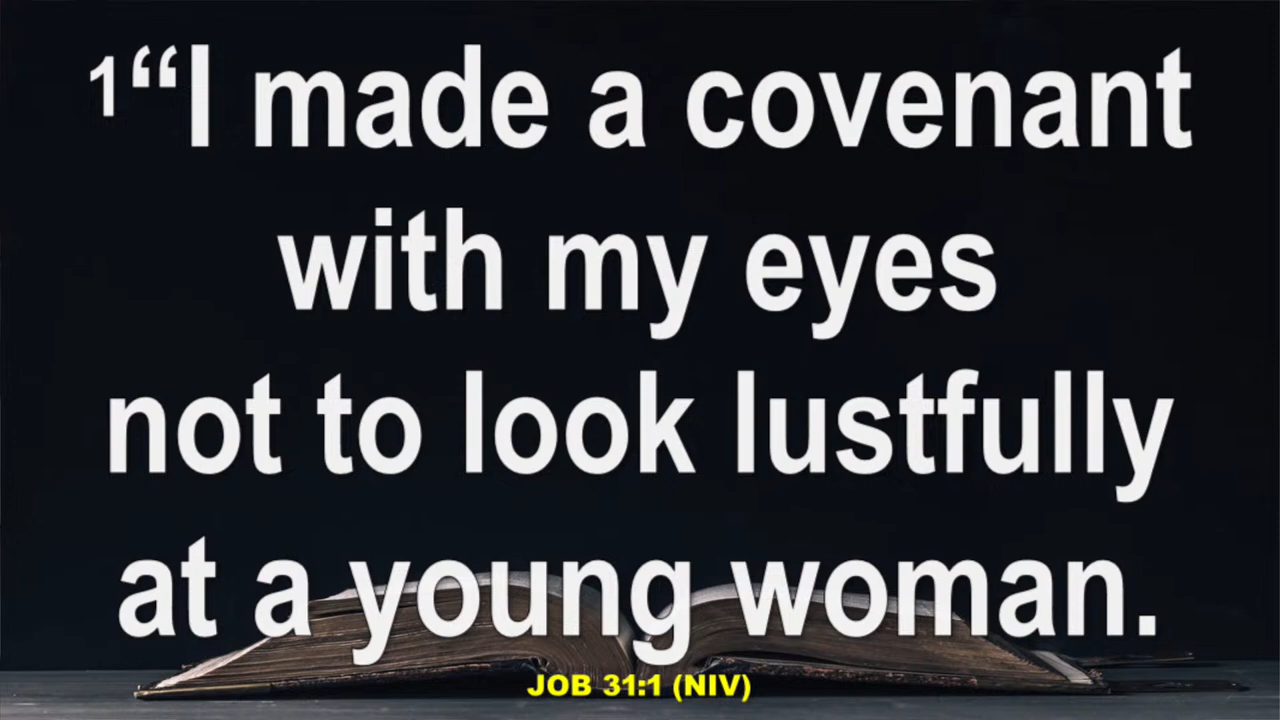 1“I made a covenant
with my eyes
not to look lustfully
at a young woman.
JOB 31:1 (NIV)